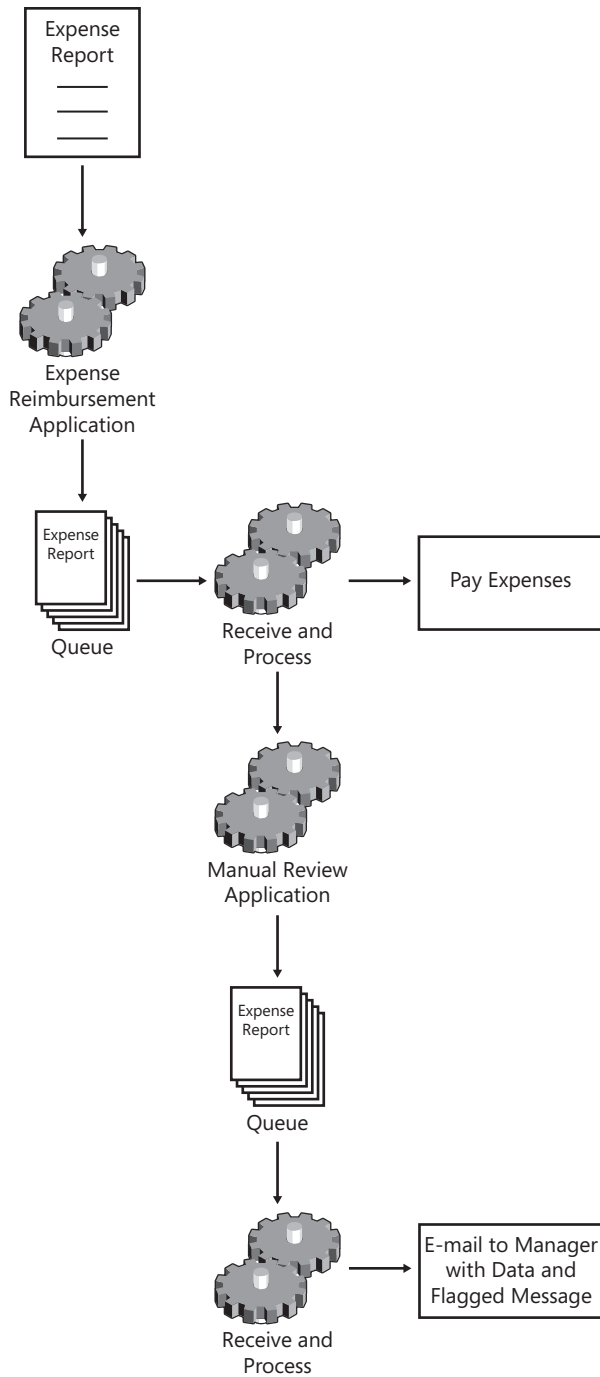 Expense
Report
Expense
Reimbursement
Application
Expense
Report
Queue
Receive and
Process
Pay Expenses
Manual Review
Application
Expense
Report
Queue
Receive and
Process
E-mail to Manager
with Data and
Flagged Message